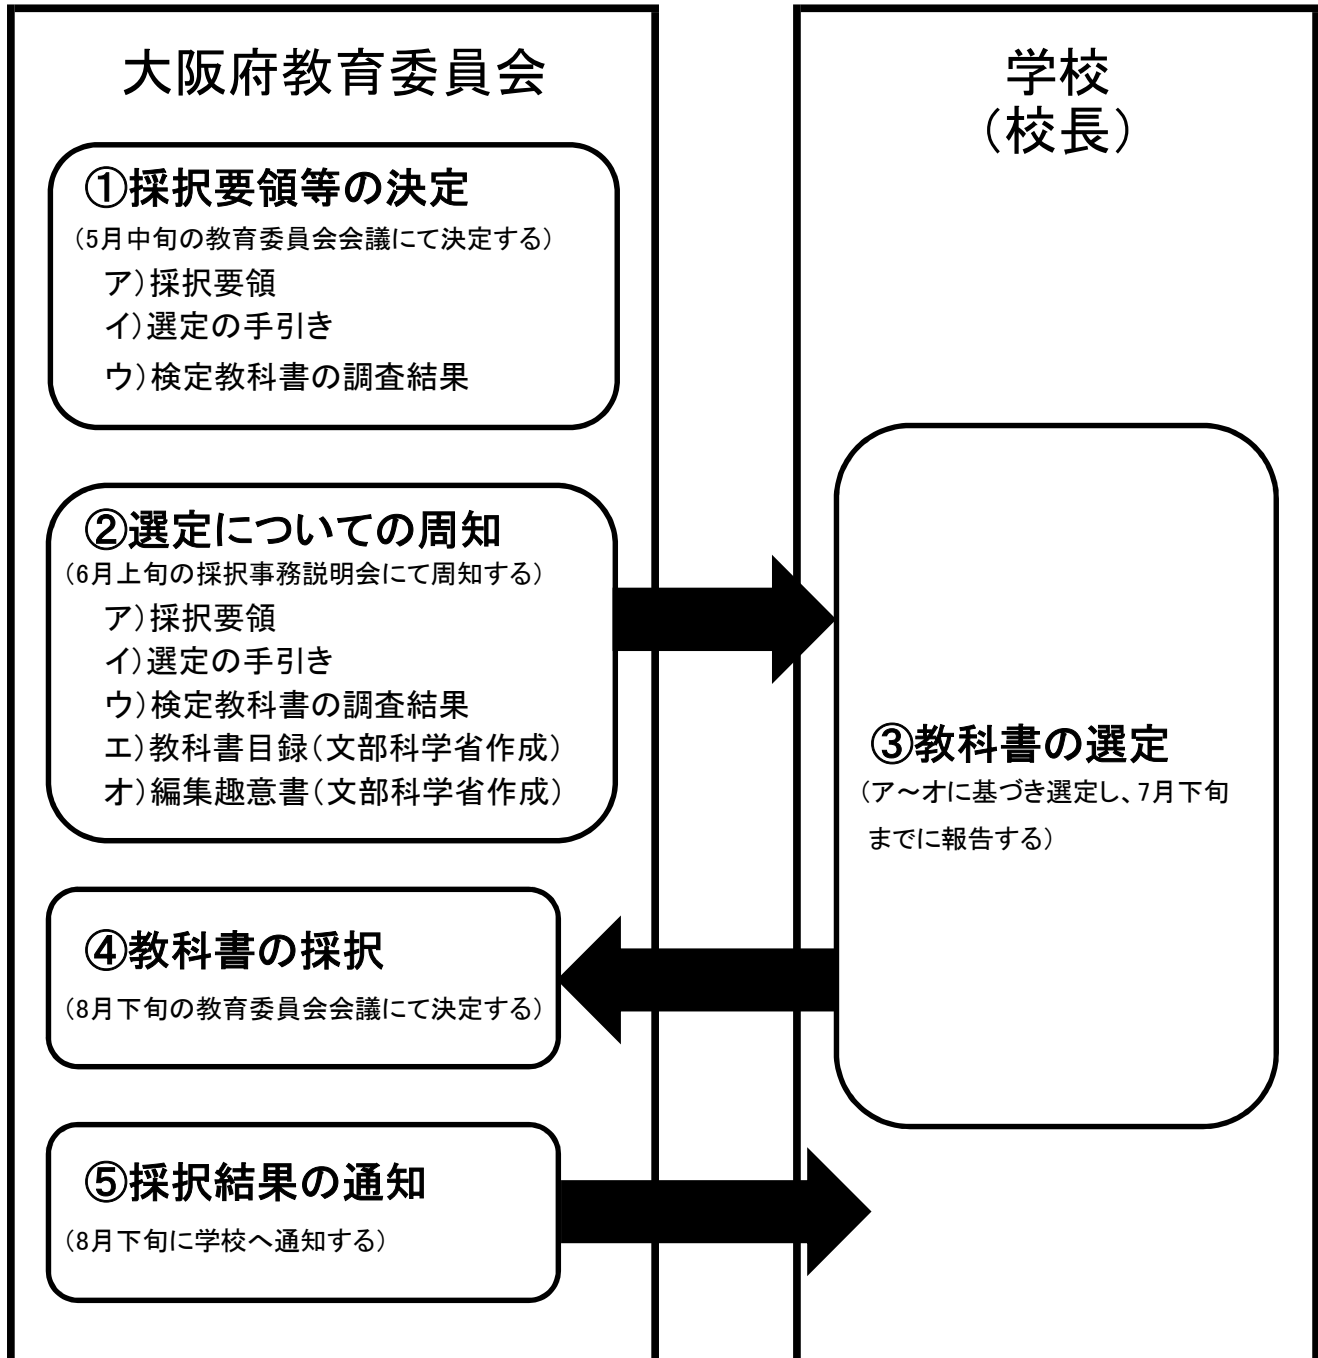 大阪府教育委員会
①採択要領等の決定
(5月中旬の教育委員会会議にて決定する)
ア)採択要領
イ)選定の手引き
ウ)検定教科書の調査結果
②選定についての周知
(6月上旬の採択事務説明会にて周知する)
ア)採択要領
イ)選定の手引き
ウ)検定教科書の調査結果
エ)教科書目録(文部科学省作成)
オ)編集趣意書(文部科学省作成)
④教科書の採択
(8月下旬の教育委員会会議にて決定する)
⑤採択結果の通知
(8月下旬に学校へ通知する)
学校
(校長)
③教科書の選定
(ア～オに基づき選定し、7月下旬
までに報告する)